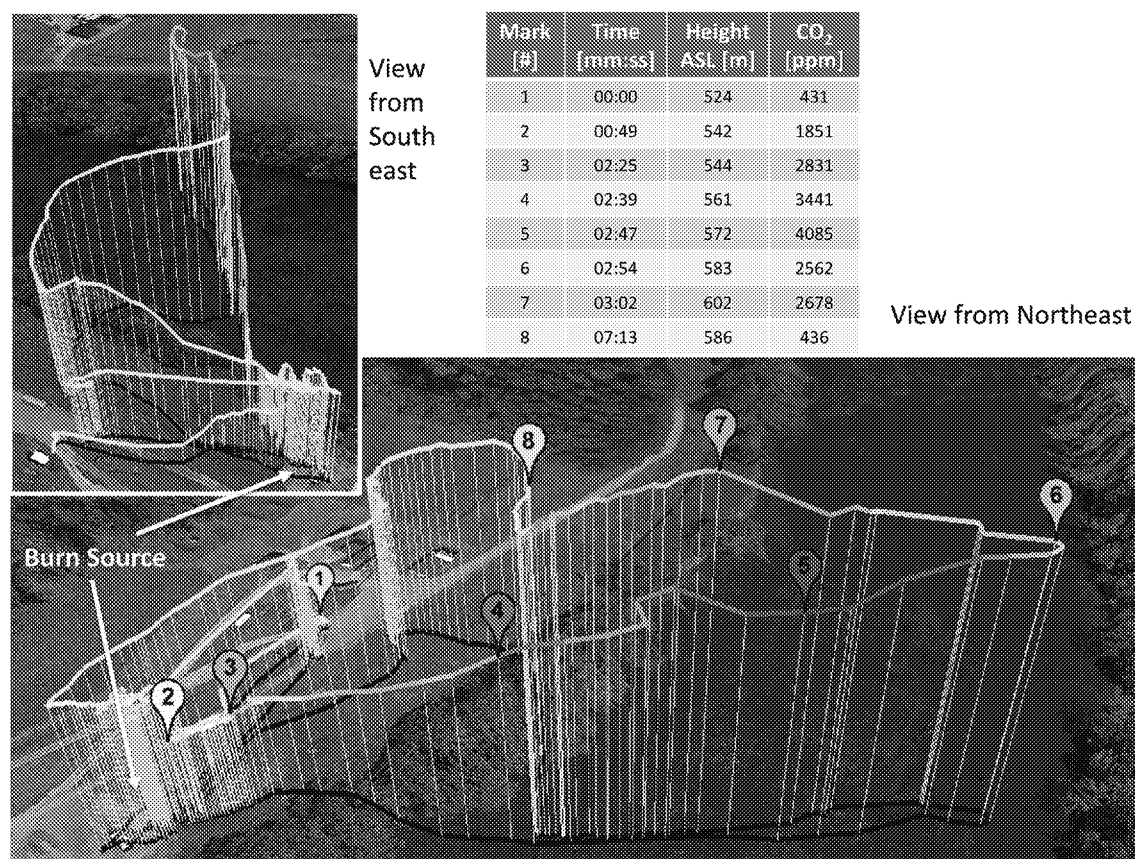 View
from
South
east
Mark Time Height CO₂
[#] [mm:ss] ASL [m] [ppm]
1 00:00 524 431
2 00:49 542 1851
3 02:25 544 2831
4 02:39 561 3441
5 02:47 572 4085
6 02:54 583 2562
7 03:02 602 2678
8 07:13 586 436
View from Northeast
8
7
6
Burn Source
1
5
4
3
2